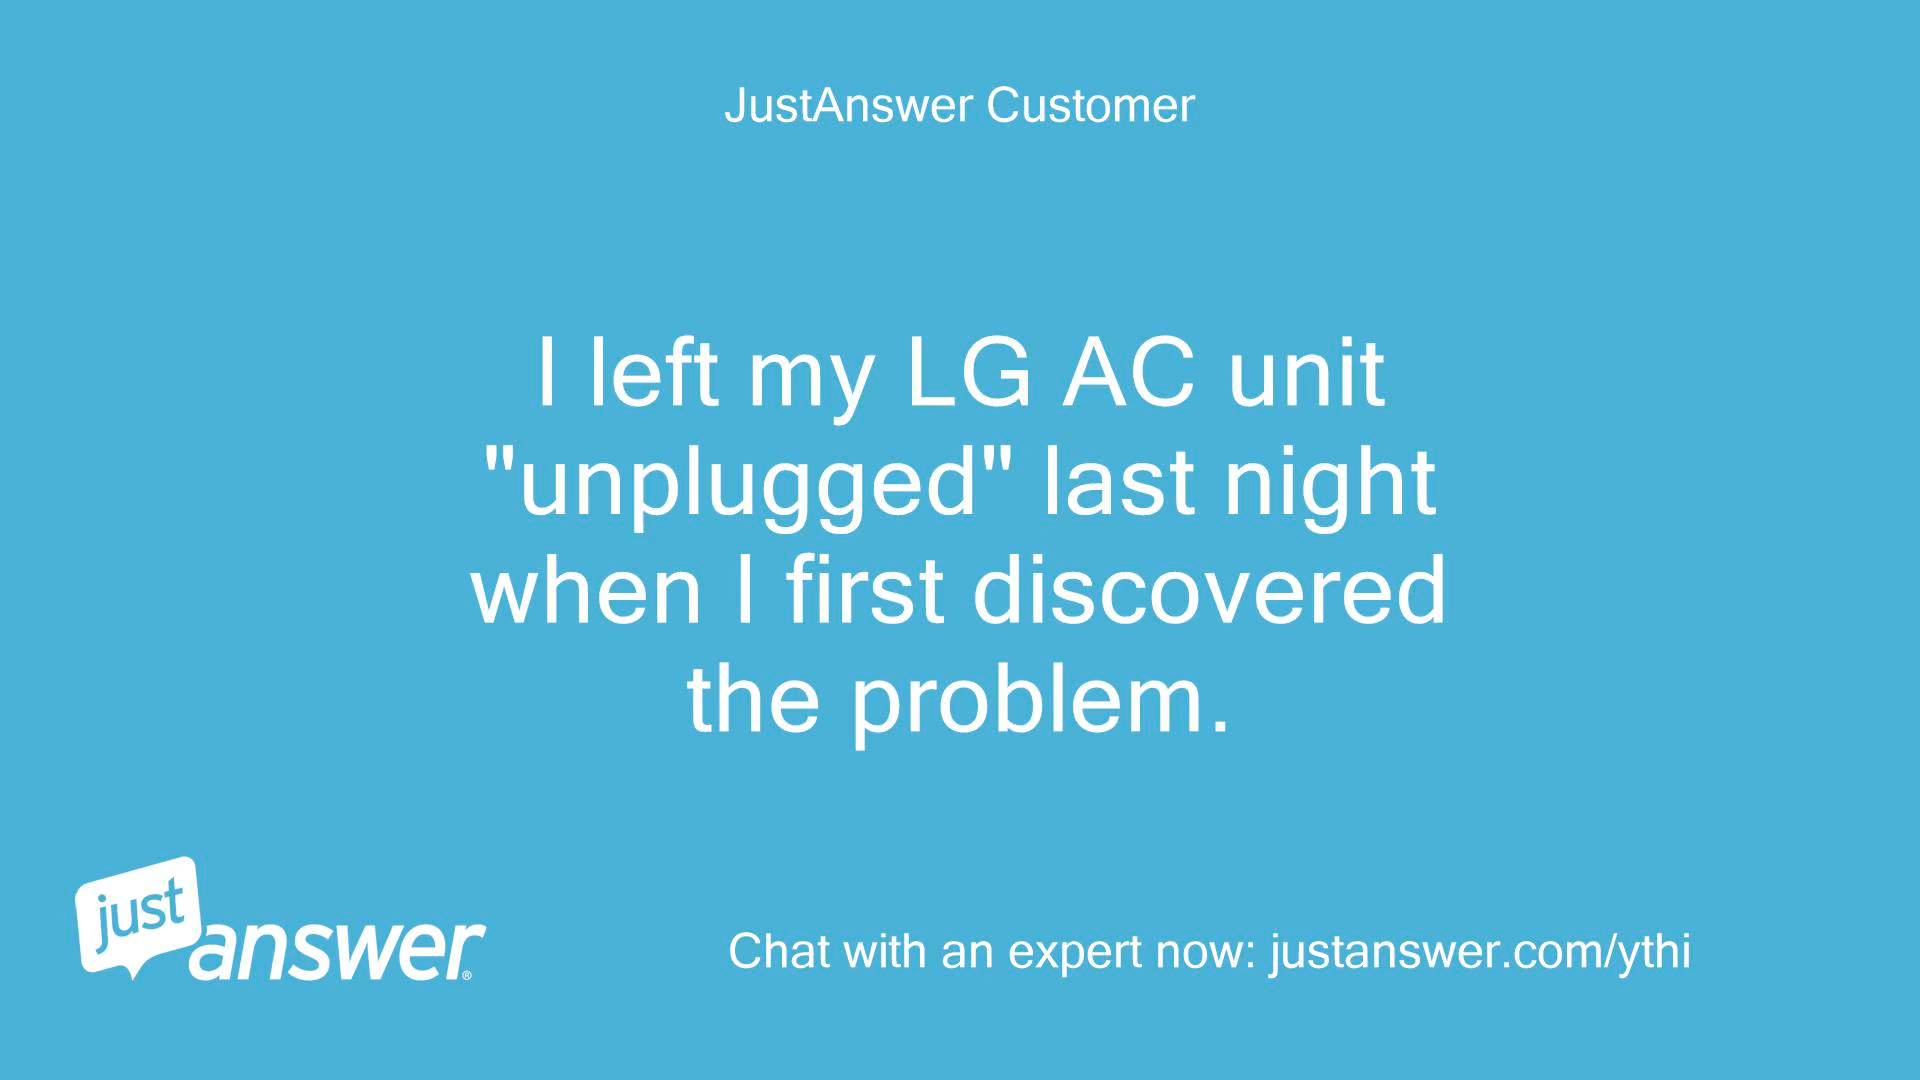 JustAnswer Customer
I left my LG AC unit
"unplugged" last night
when I first discovered
the problem.
just
answer®
Chat with an expert now: justanswer.com/ythi